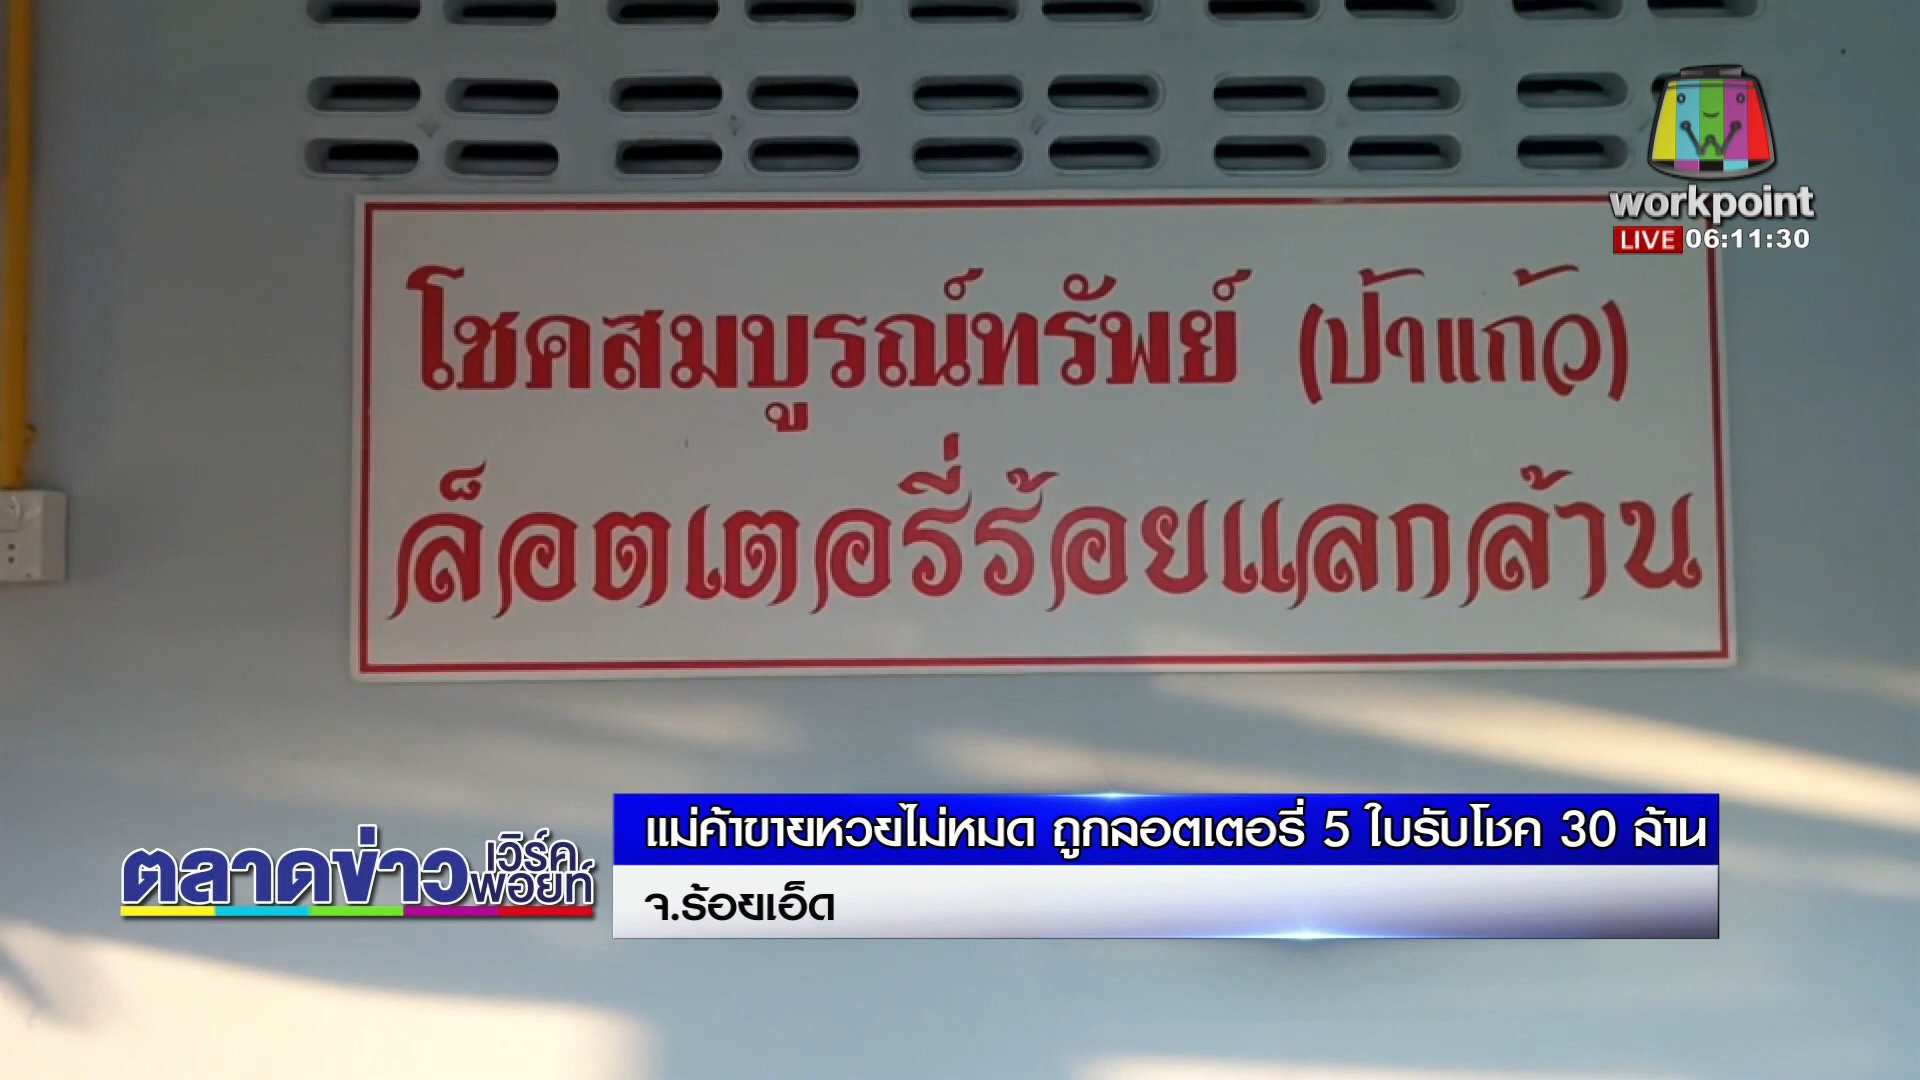 workpoint
LIVE 06:11:30
โชคสมบูรณ์ทรัพย์ (ป้าแก้ว)
ล็อตเตอรี่ร้อยแลกล้าน
แม่ค้าขายหวยไม่หมด ถูกลอตเตอรี่ 5 ใบรับโชค 30 ล้าน
ตลาดข่าว เวิร์คพอยท์
จ.ร้อยเอ็ด